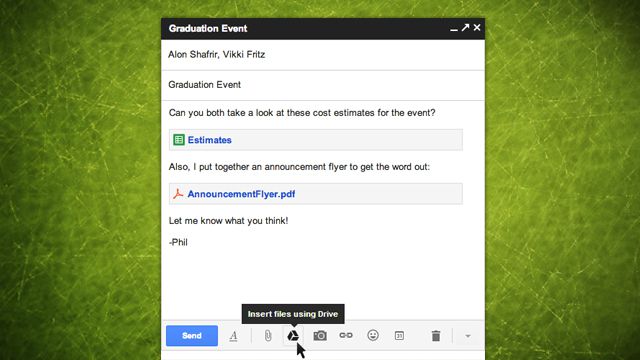 Graduation Event
Alon Shafrir, Vikki Fritz
Graduation Event
Can you both take a look at these cost estimates for the event?
Estimates
Also, I put together an announcement flyer to get the word out:
AnnouncementFlyer.pdf
Let me know what you think!
-Phil
Insert files using Drive
Send A 31